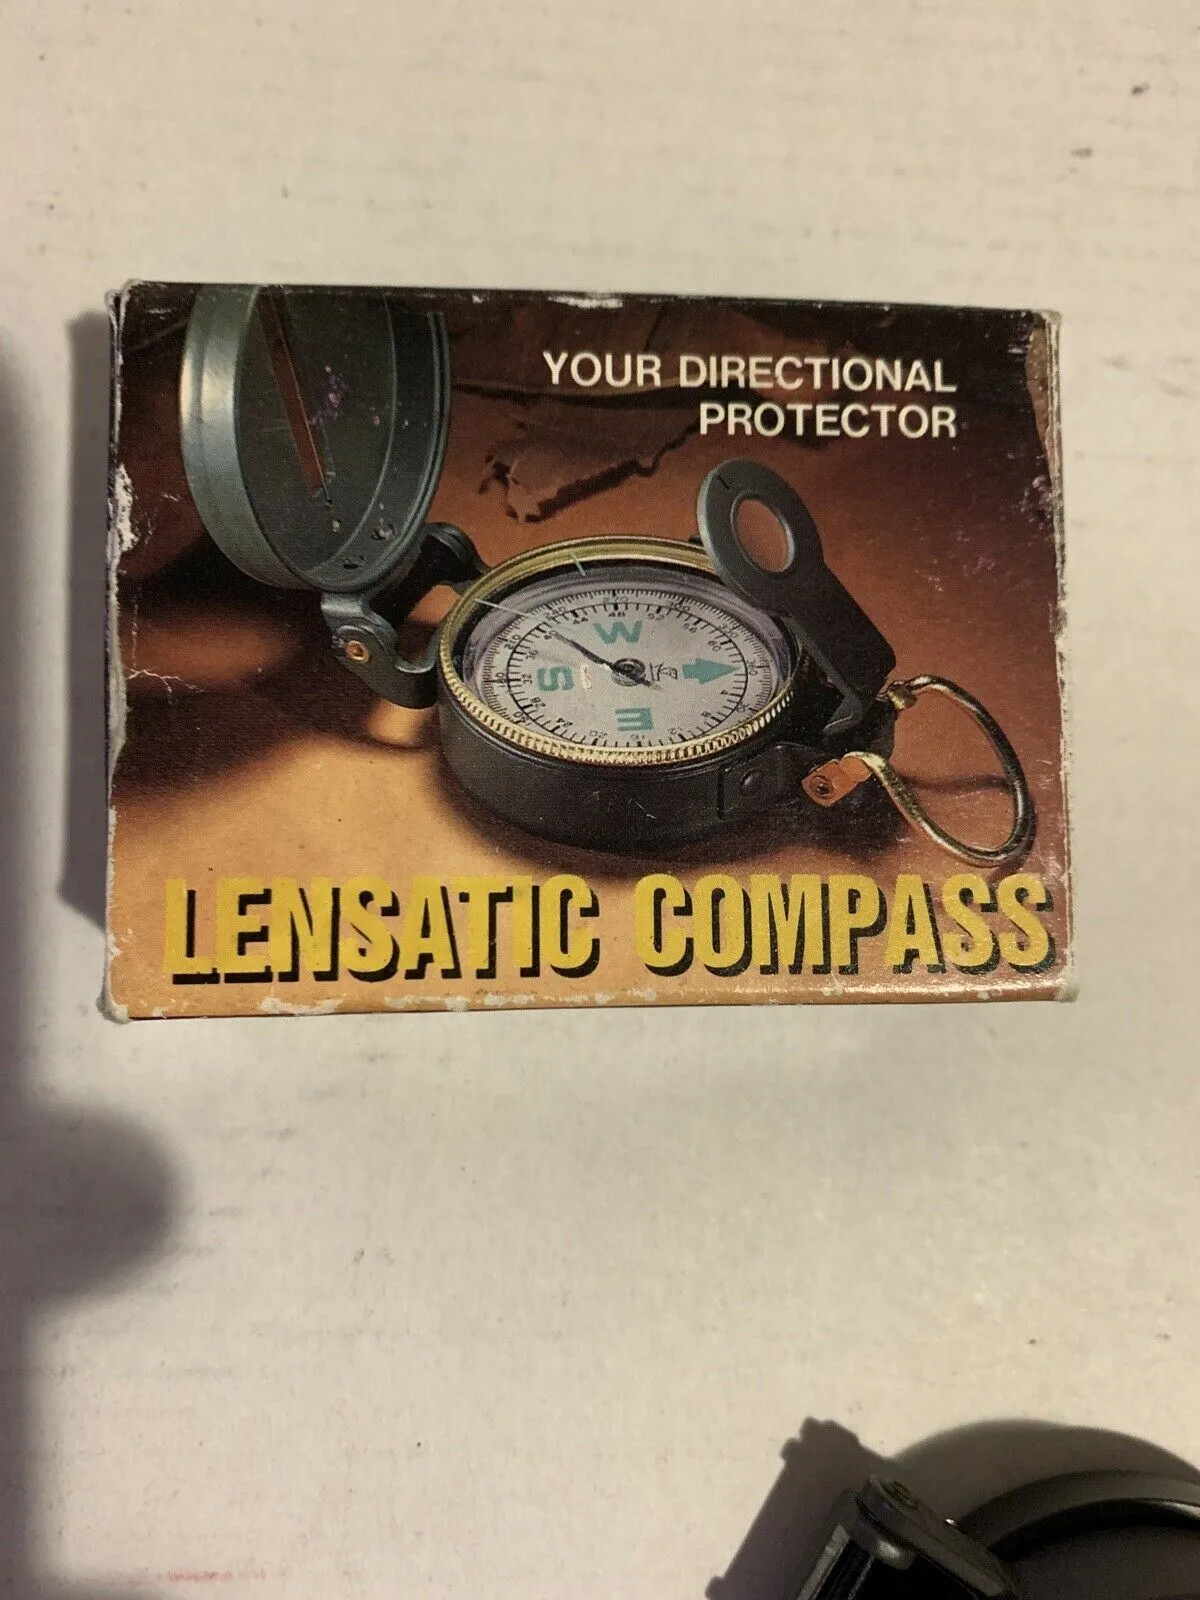 YOUR DIRECTIONAL
PROTECTOR
W
S
E
LENSATIC COMPASS